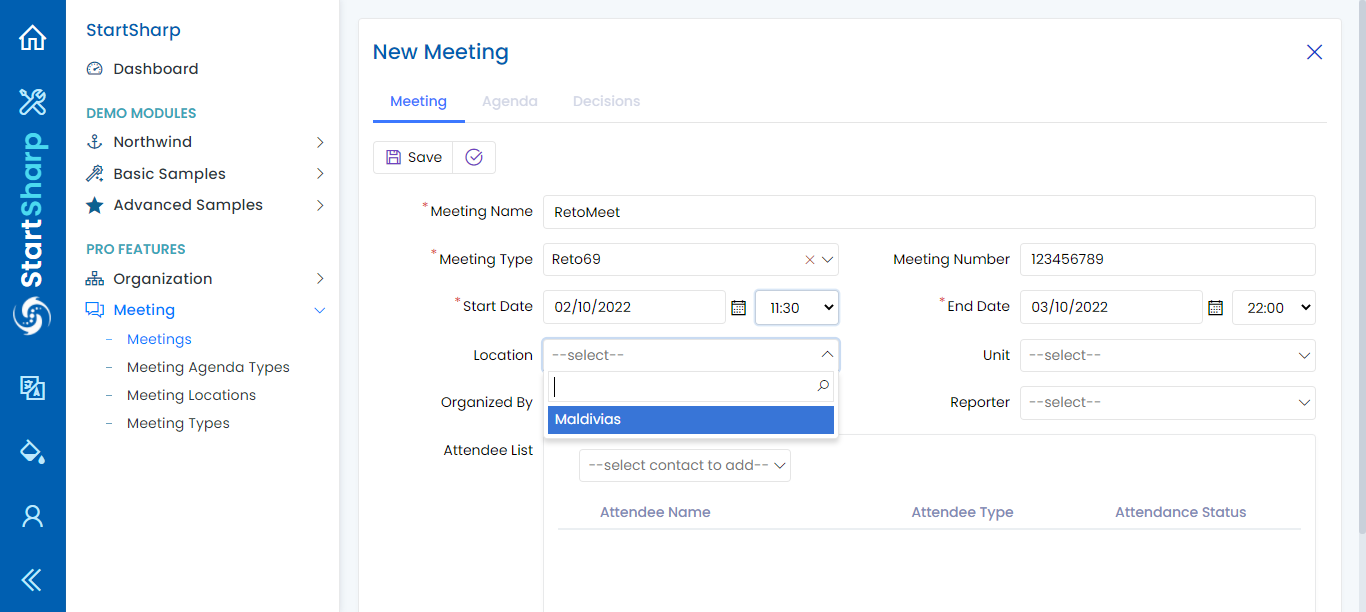 StartSharp
StartSharp
Dashboard
DEMO MODULES
Northwind
Basic Samples
Advanced Samples
PRO FEATURES
Organization
Meeting
Meetings
Meeting Agenda Types
Meeting Locations
Meeting Types
New Meeting
Meeting Agenda Decisions
Save
*Meeting Name RetoMeet
*Meeting Type Reto69 Meeting Number 123456789
*Start Date 02/10/2022 11:30 *End Date 03/10/2022 22:00
Location --select-- Unit --select--
Organized By Reporter --select--
Maldivias
Attendee List
--select contact to add--
Attendee Name Attendee Type Attendance Status